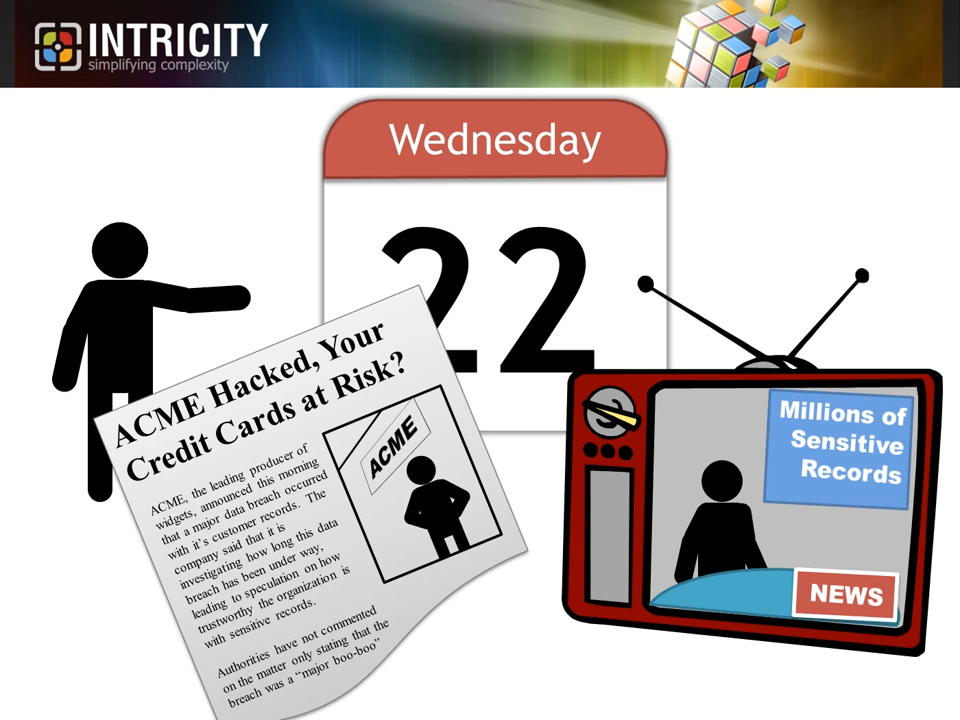 INTRICITY
simplifying complexity
Wednesday
22
ACME Hacked, Your
Credit Cards at Risk?
ACME, the leading producer of
widgets, announced this morning
that a major data breach occurred
with it's customer records. The
company said that it is
investigating how long this data
breach has been under way,
leading to speculation on how
trustworthy the organization is
with sensitive records.
Authorities have not commented
on the matter only stating that the
breach was a “major boo-boo”
ACME
Millions of
Sensitive
Records
NEWS